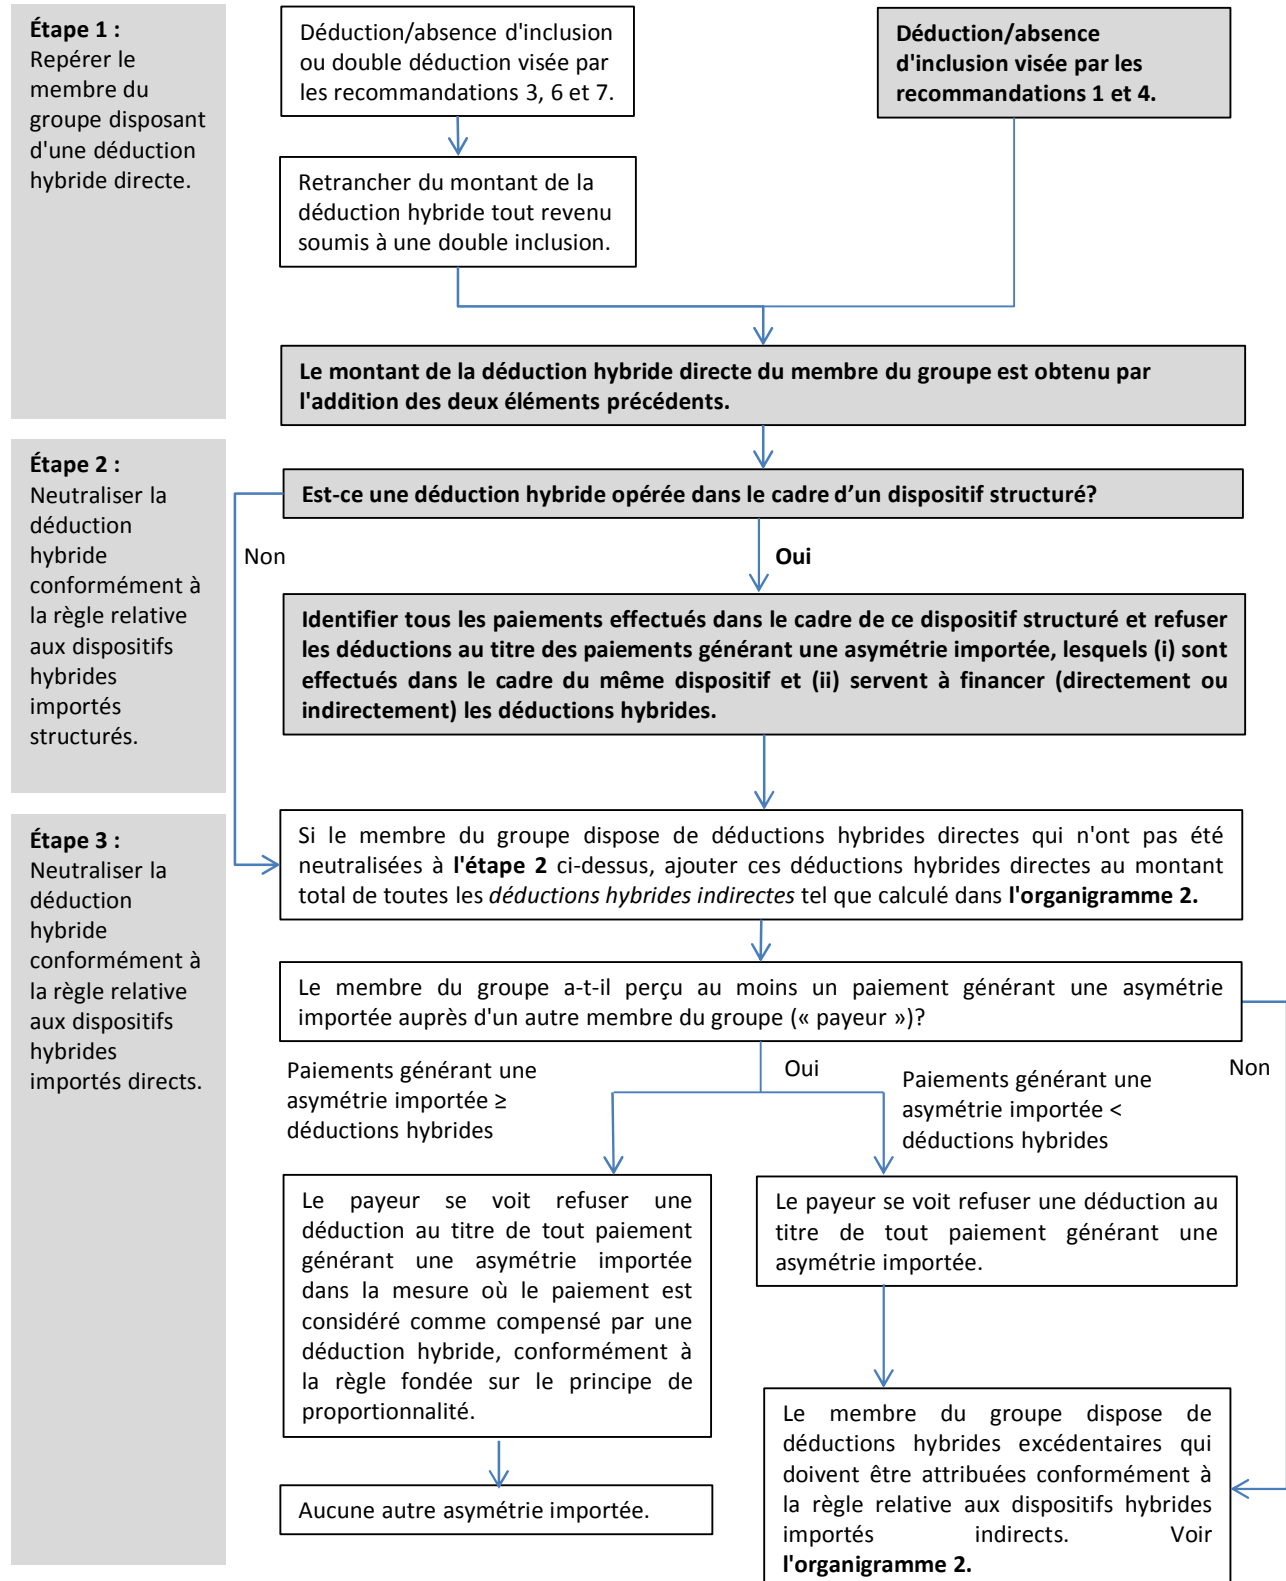 Étape 1 :
Repérer le
membre du
groupe disposant
d'une déduction
hybride directe.
Déduction/absence d'inclusion
ou double déduction visée par
les recommandations 3, 6 et 7.
Déduction/absence
d'inclusion visée par les
recommandations 1 et 4.
Retrancher du montant de la
déduction hybride tout revenu
soumis à une double inclusion.
Le montant de la déduction hybride directe du membre du groupe est obtenu par
l'addition des deux éléments précédents.
Étape 2 :
Neutraliser la
déduction
hybride
conformément à
la règle relative
aux dispositifs
hybrides
importés
structurés.
Est-ce une déduction hybride opérée dans le cadre d’un dispositif structuré?
Non
Oui
Identifier tous les paiements effectués dans le cadre de ce dispositif structuré et refuser
les déductions au titre des paiements générant une asymétrie importée, lesquels (i) sont
effectués dans le cadre du même dispositif et (ii) servent à financer (directement ou
indirectement) les déductions hybrides.
Étape 3 :
Neutraliser la
déduction
hybride
conformément à
la règle relative
aux dispositifs
hybrides
importés directs.
Si le membre du groupe dispose de déductions hybrides directes qui n'ont pas été
neutralisées à l'étape 2 ci-dessus, ajouter ces déductions hybrides directes au montant
total de toutes les déductions hybrides indirectes tel que calculé dans l'organigramme 2.
Le membre du groupe a-t-il perçu au moins un paiement générant une asymétrie
importée auprès d'un autre membre du groupe (« payeur »)?
Paiements générant une
asymétrie importée ≥
déductions hybrides
Oui
Paiements générant une
asymétrie importée <
déductions hybrides
Non
Le payeur se voit refuser une
déduction au titre de tout paiement
générant une asymétrie importée
dans la mesure où le paiement est
considéré comme compensé par une
déduction hybride, conformément à
la règle fondée sur le principe de
proportionnalité.
Le payeur se voit refuser une déduction au
titre de tout paiement générant une
asymétrie importée.
Aucune autre asymétrie importée.
Le membre du groupe dispose de
déductions hybrides excédentaires qui
doivent être attribuées conformément à
la règle relative aux dispositifs hybrides
importés indirects. Voir
l'organigramme 2.